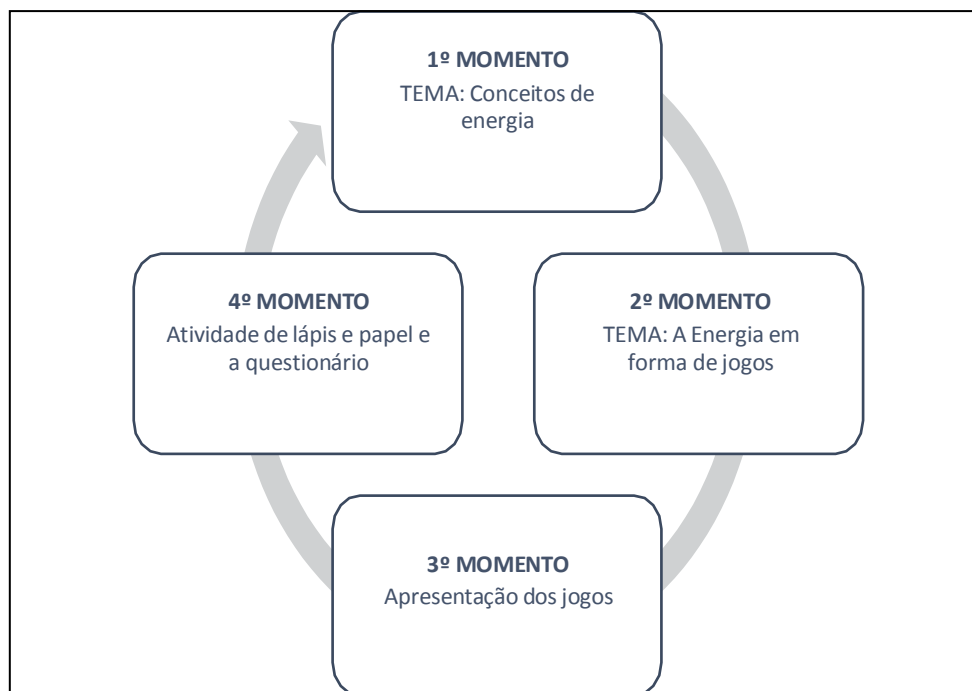 1º MOMENTO
TEMA: Conceitos de
energia
2º MOMENTO
TEMA: A Energia em
forma de jogos
3º MOMENTO
Apresentação dos jogos
4º MOMENTO
Atividade de lápis e papel e
a questionário